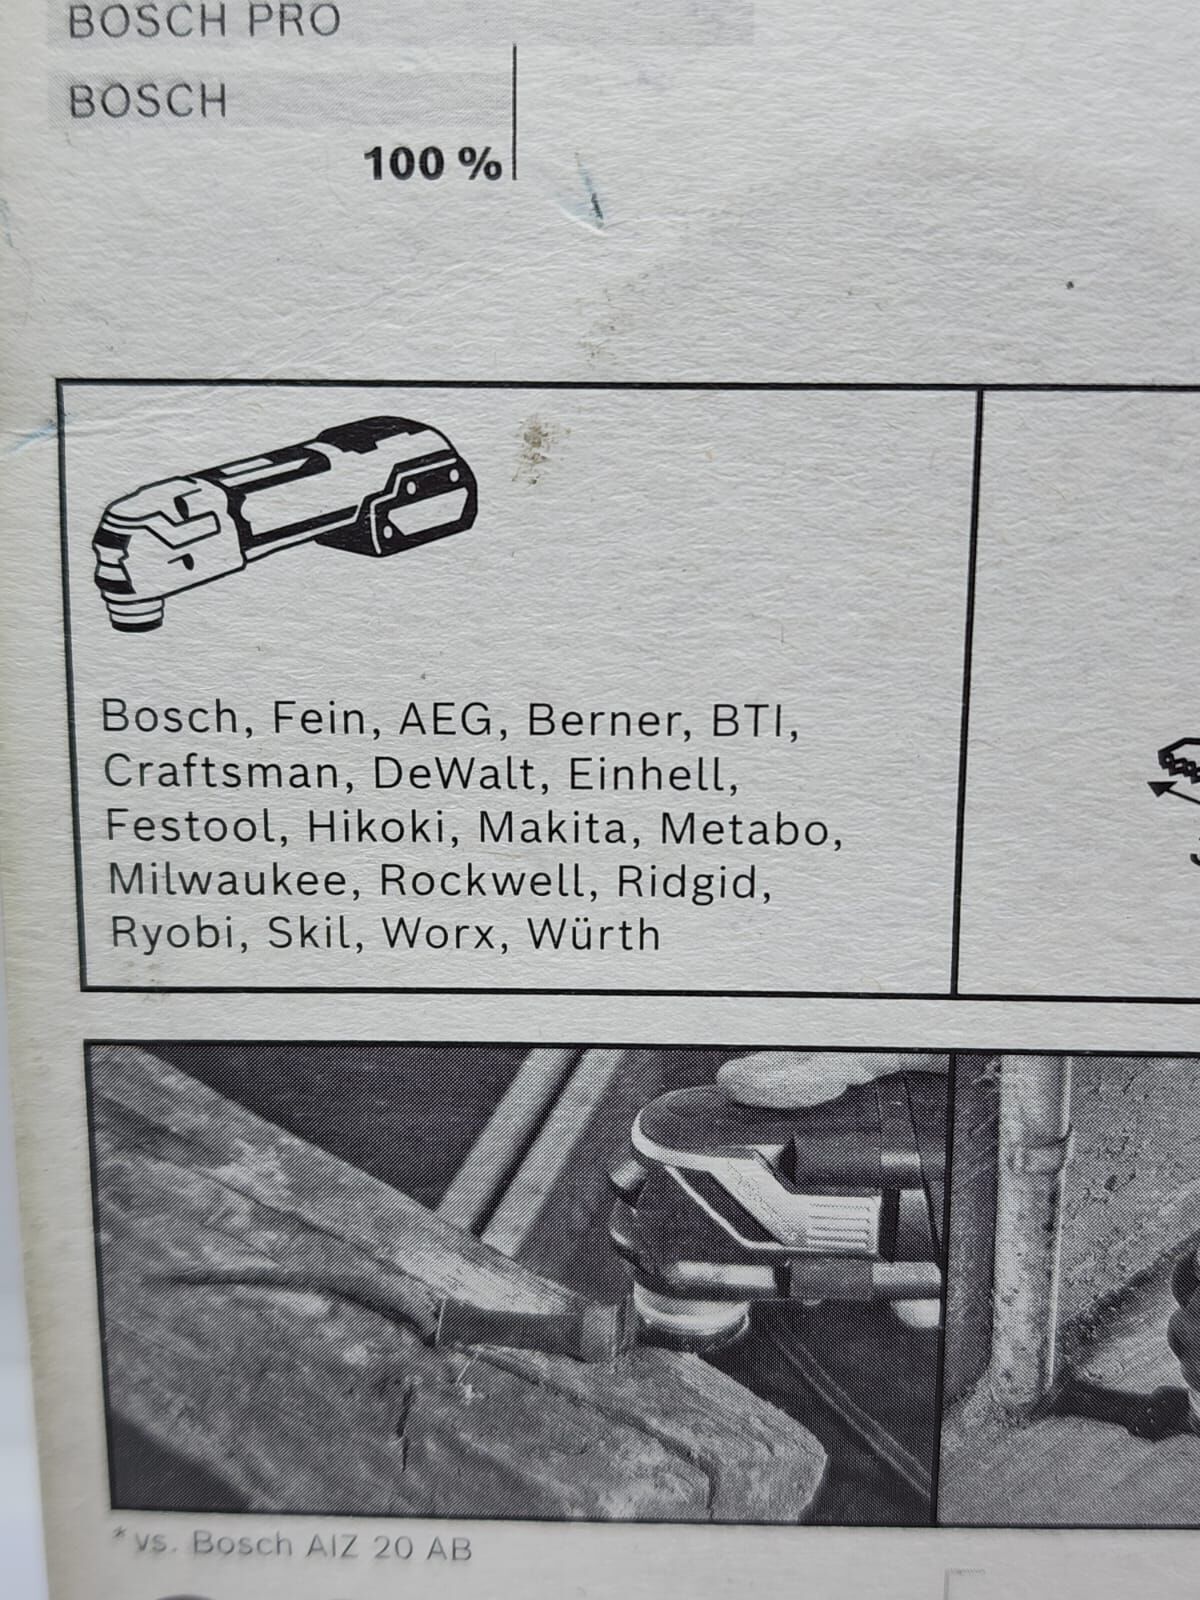 BOSCH PRO
BOSCH
100 %
Bosch, Fein, AEG, Berner, BTI,
Craftsman, DeWalt, Einhell,
Festool, Hikoki, Makita, Metabo,
Milwaukee, Rockwell, Ridgid,
Ryobi, Skil, Worx, Würth
* vs. Bosch AIZ 20 AB